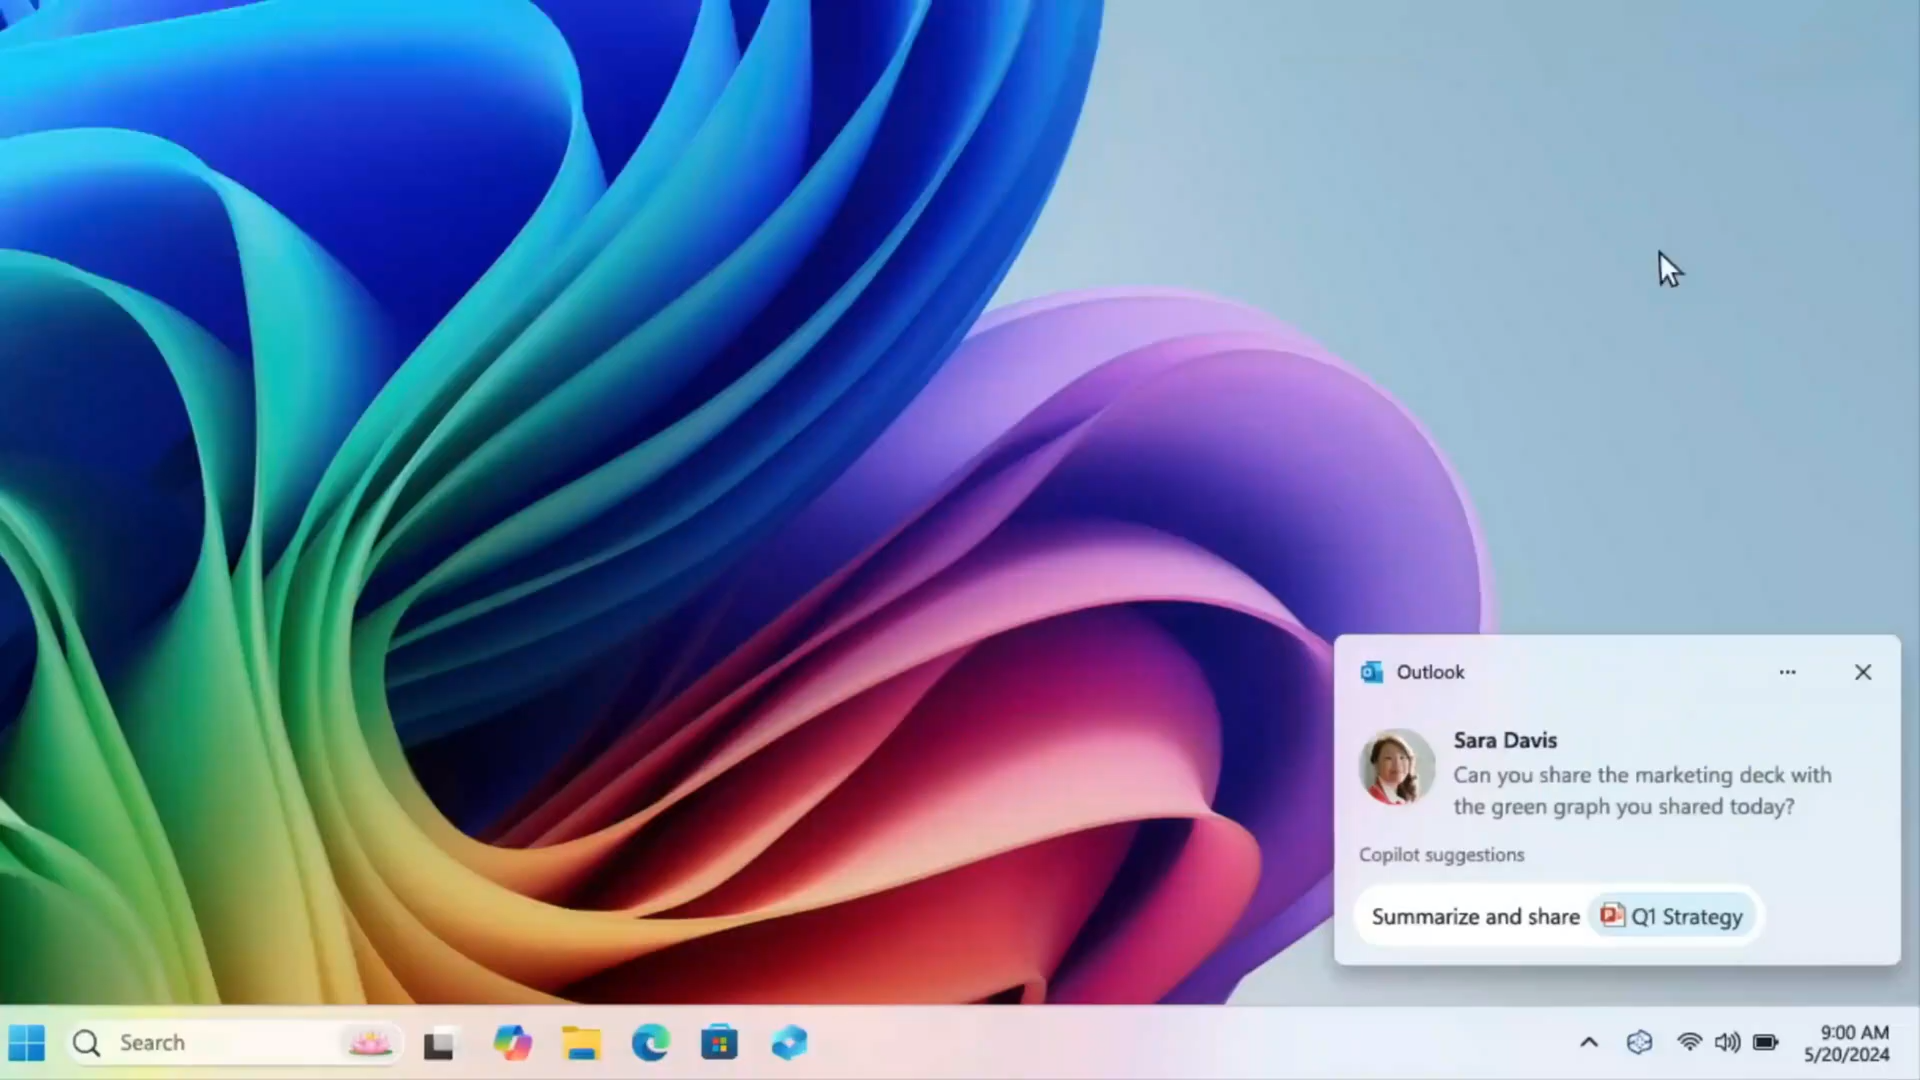 Outlook
Sara Davis
Can you share the marketing deck with
the green graph you shared today?
Copilot suggestions
Summarize and share Q1 Strategy
Search
9:00 AM
5/20/2024